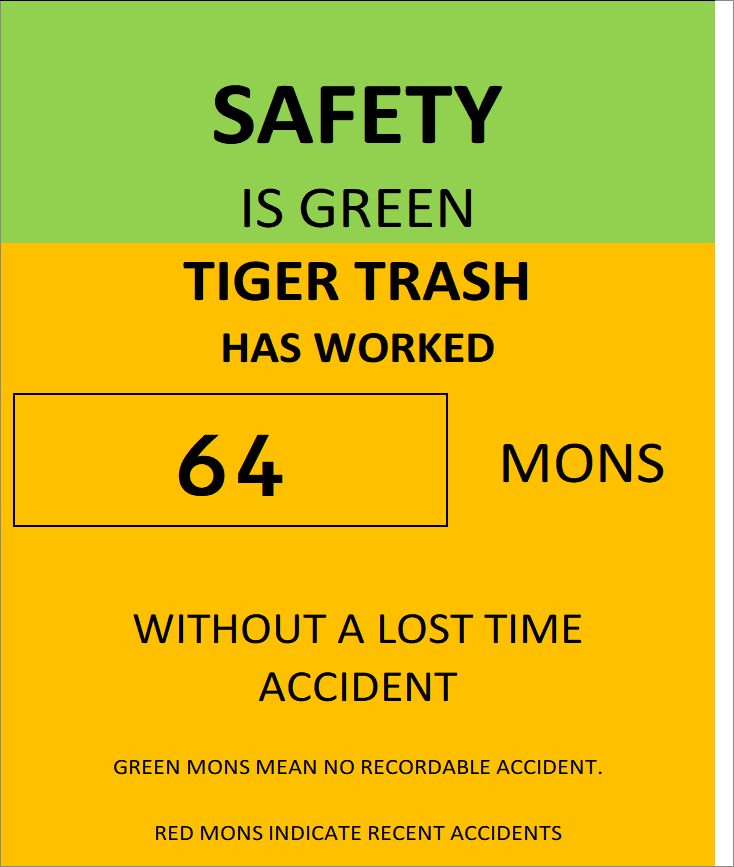 SAFETY
IS GREEN
TIGER TRASH
HAS WORKED
64 MONS
WITHOUT A LOST TIME
ACCIDENT
GREEN MONS MEAN NO RECORDABLE ACCIDENT.
RED MONS INDICATE RECENT ACCIDENTS